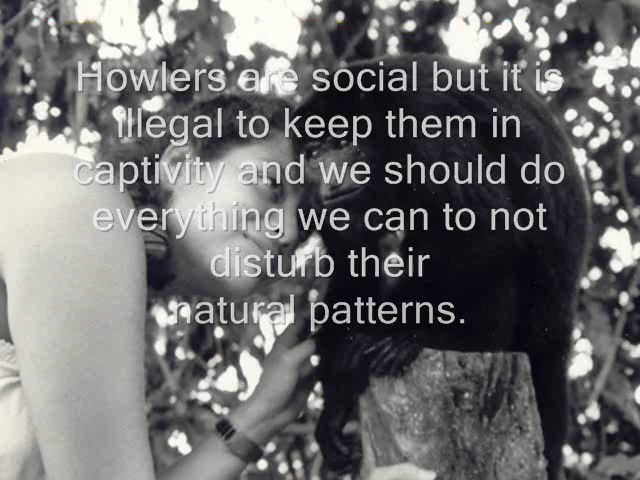 Howlers are social but it is
illegal to keep them in
captivity and we should do
everything we can to not
disturb their
natural patterns.